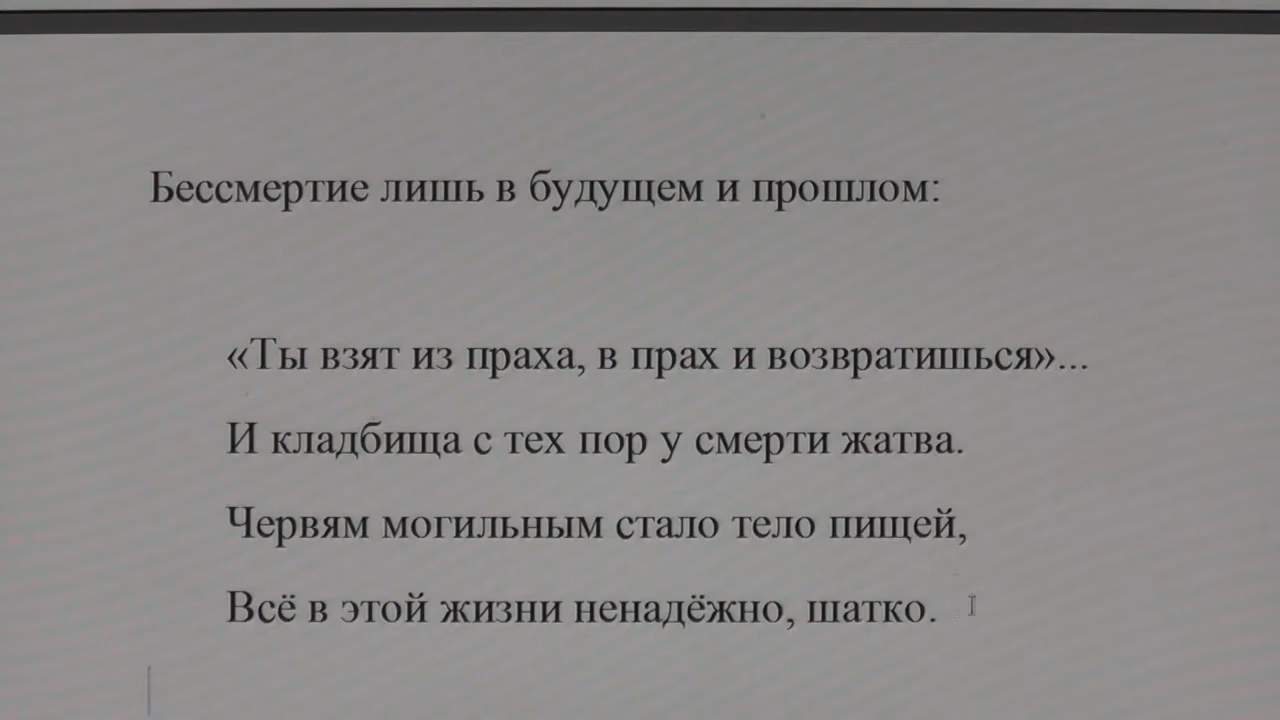 Бессмертие лишь в будущем и прошлом:
«Ты взят из праха, в прах и возвратишься»...
И кладбища с тех пор у смерти жатва.
Червям могильным стало тело пищей,
Всё в этой жизни ненадёжно, шатко.